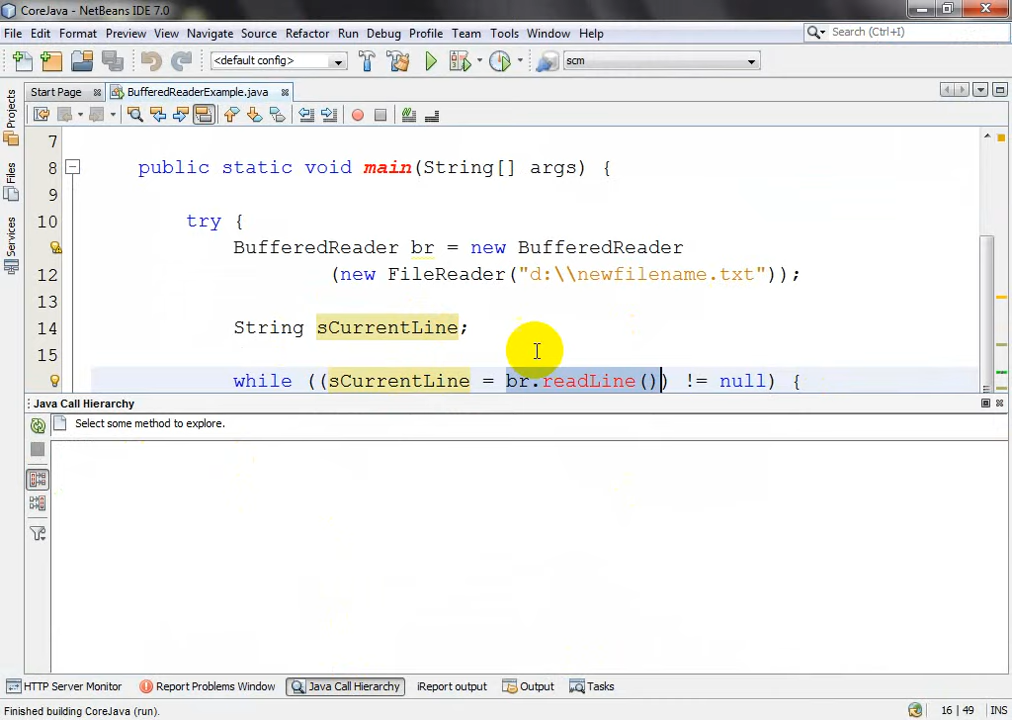 CoreJava - NetBeans IDE 7.0
File Edit Format Preview View Navigate Source Refactor Run Debug Profile Team Tools Window Help
Search (Ctrl+I)
<default config>
scm
Start Page
BufferedReaderExample.java
Projects
Files
Services
7
8 public static void main(String[] args) {
9
10 try {
BufferedReader br = new BufferedReader
12 (new FileReader("d:\\newfilename.txt"));
13
14 String sCurrentLine;
15
while ((sCurrentLine = br.readLine()) != null) {
Java Call Hierarchy
Select some method to explore.
HTTP Server Monitor Report Problems Window Java Call Hierarchy iReport output Output Tasks
Finished building CoreJava (run).
16 | 49 INS